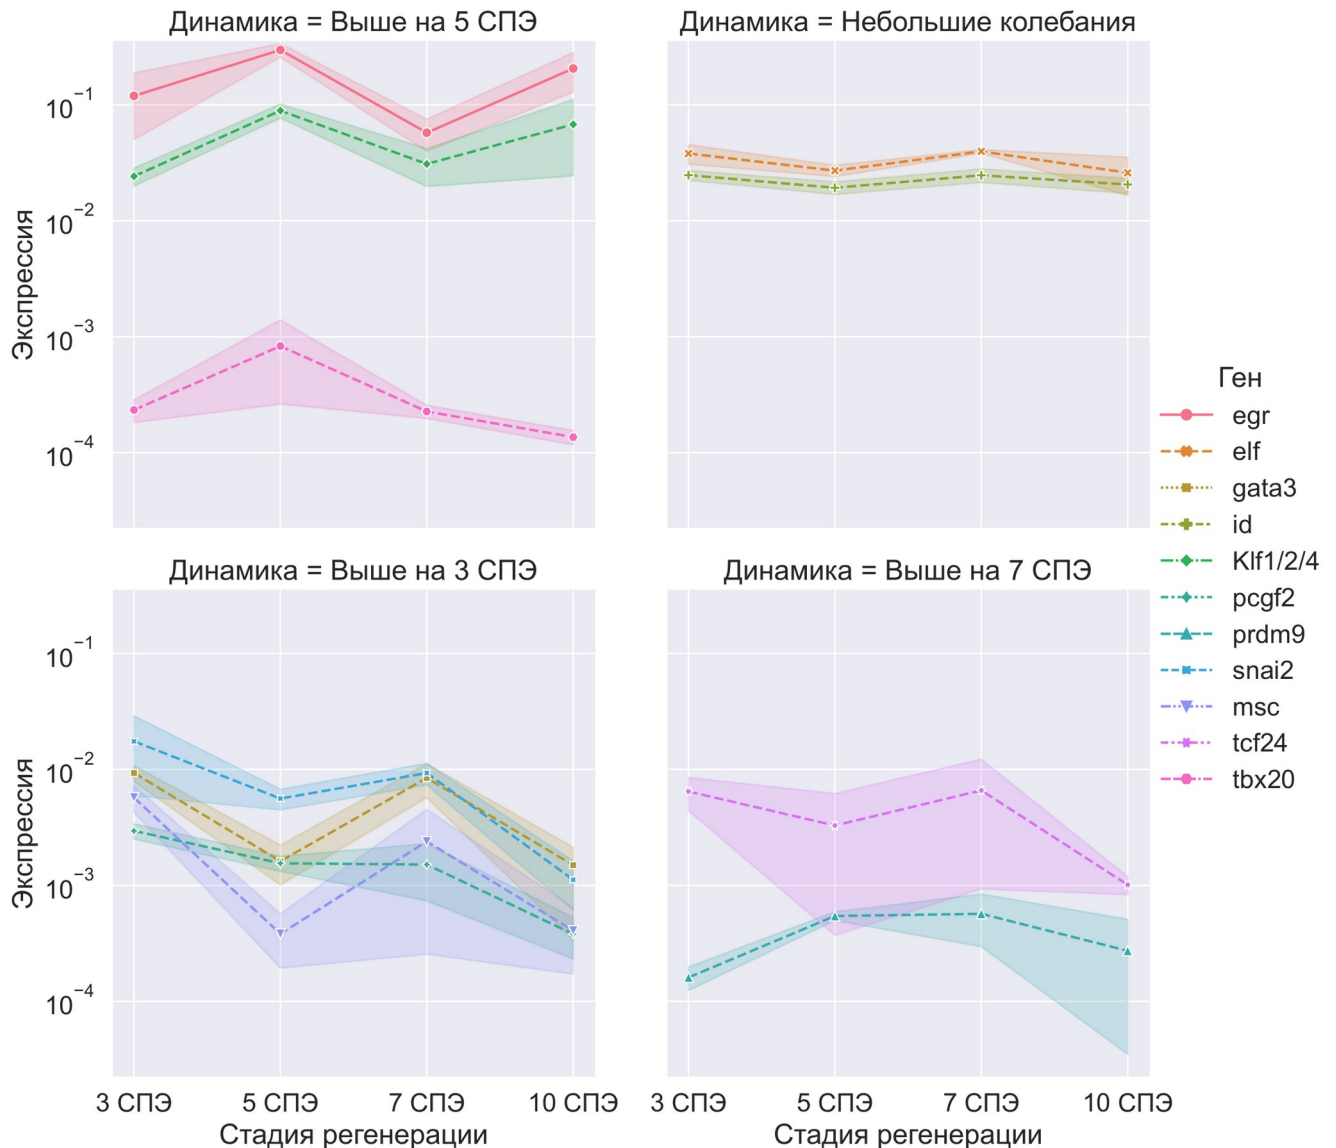 Динамика = Выше на 5 СПЭ
Динамика = Небольшие колебания
Экспрессия
10⁻¹
10⁻²
10⁻³
10⁻⁴
Динамика = Выше на 3 СПЭ
Динамика = Выше на 7 СПЭ
Экспрессия
10⁻¹
10⁻²
10⁻³
10⁻⁴
3 СПЭ 5 СПЭ 7 СПЭ 10 СПЭ
Стадия регенерации
3 СПЭ 5 СПЭ 7 СПЭ 10 СПЭ
Стадия регенерации
Ген
egr
elf
gata3
id
Klf1/2/4
pcgf2
prdm9
snai2
msc
tcf24
tbx20